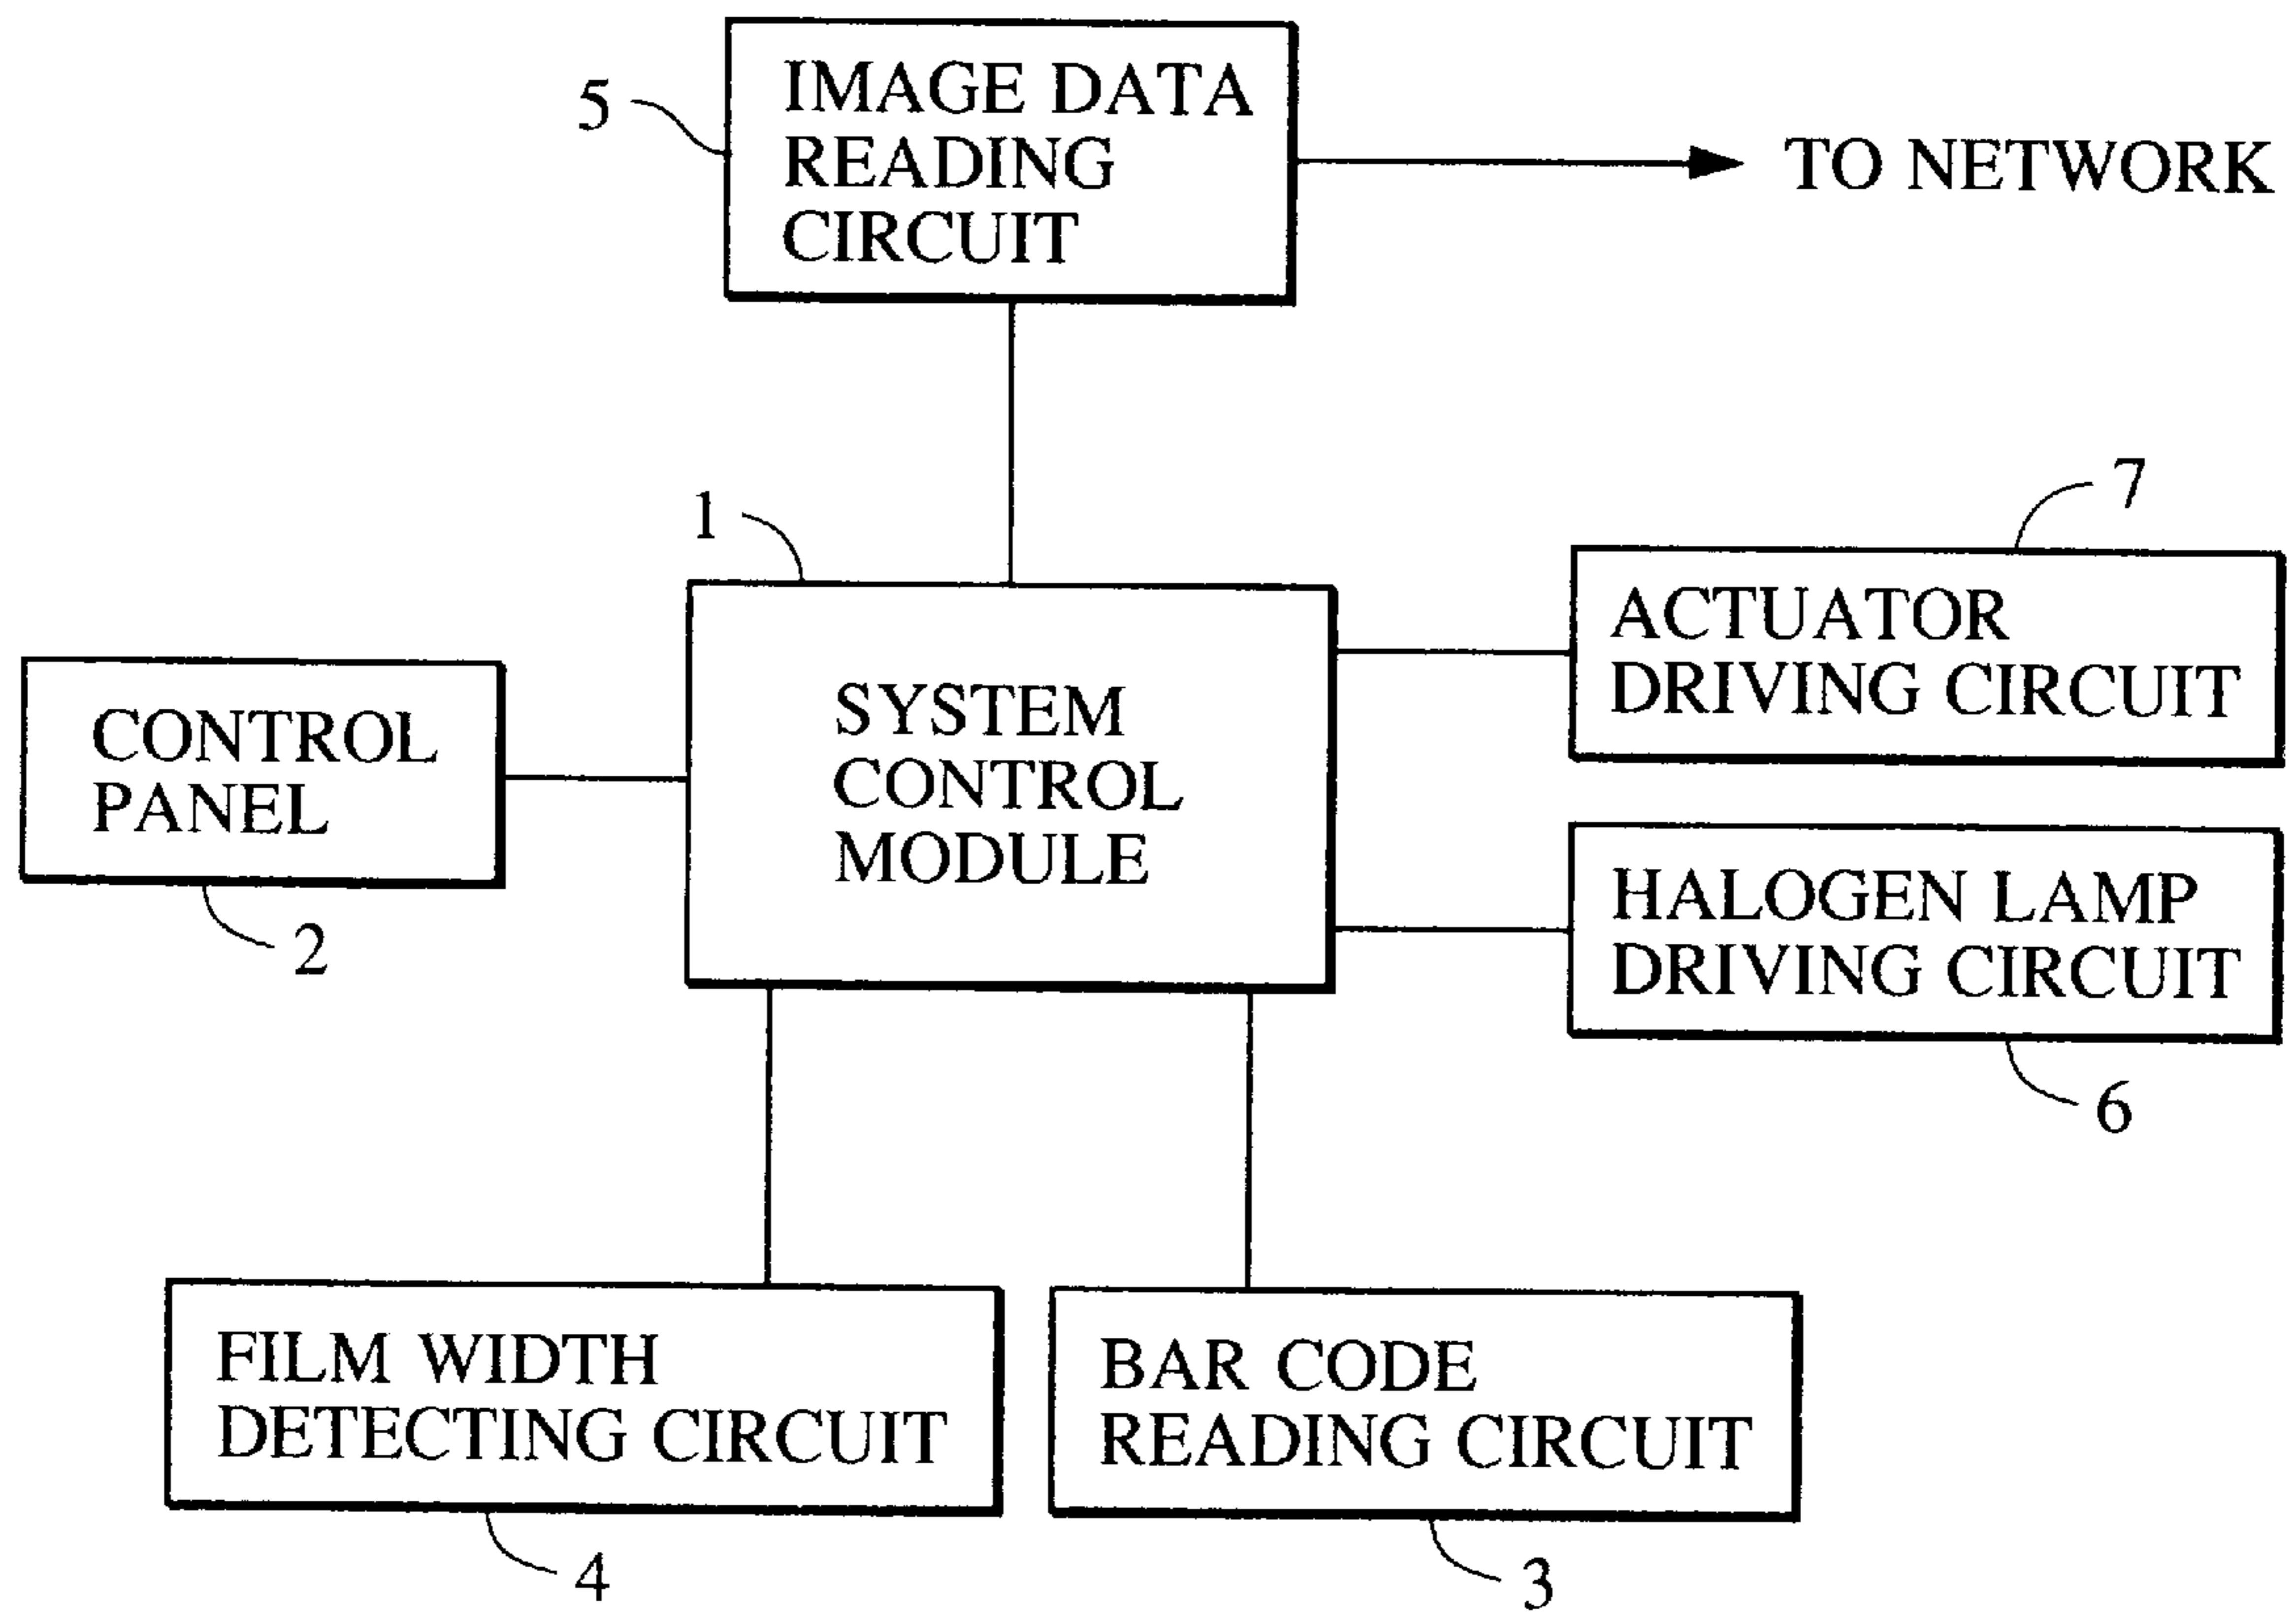 5
IMAGE DATA
READING
CIRCUIT
TO NETWORK
1
SYSTEM
CONTROL
MODULE
7
ACTUATOR
DRIVING CIRCUIT
CONTROL
PANEL
2
HALOGEN LAMP
DRIVING CIRCUIT
6
FILM WIDTH
DETECTING CIRCUIT
4
BAR CODE
READING CIRCUIT
3